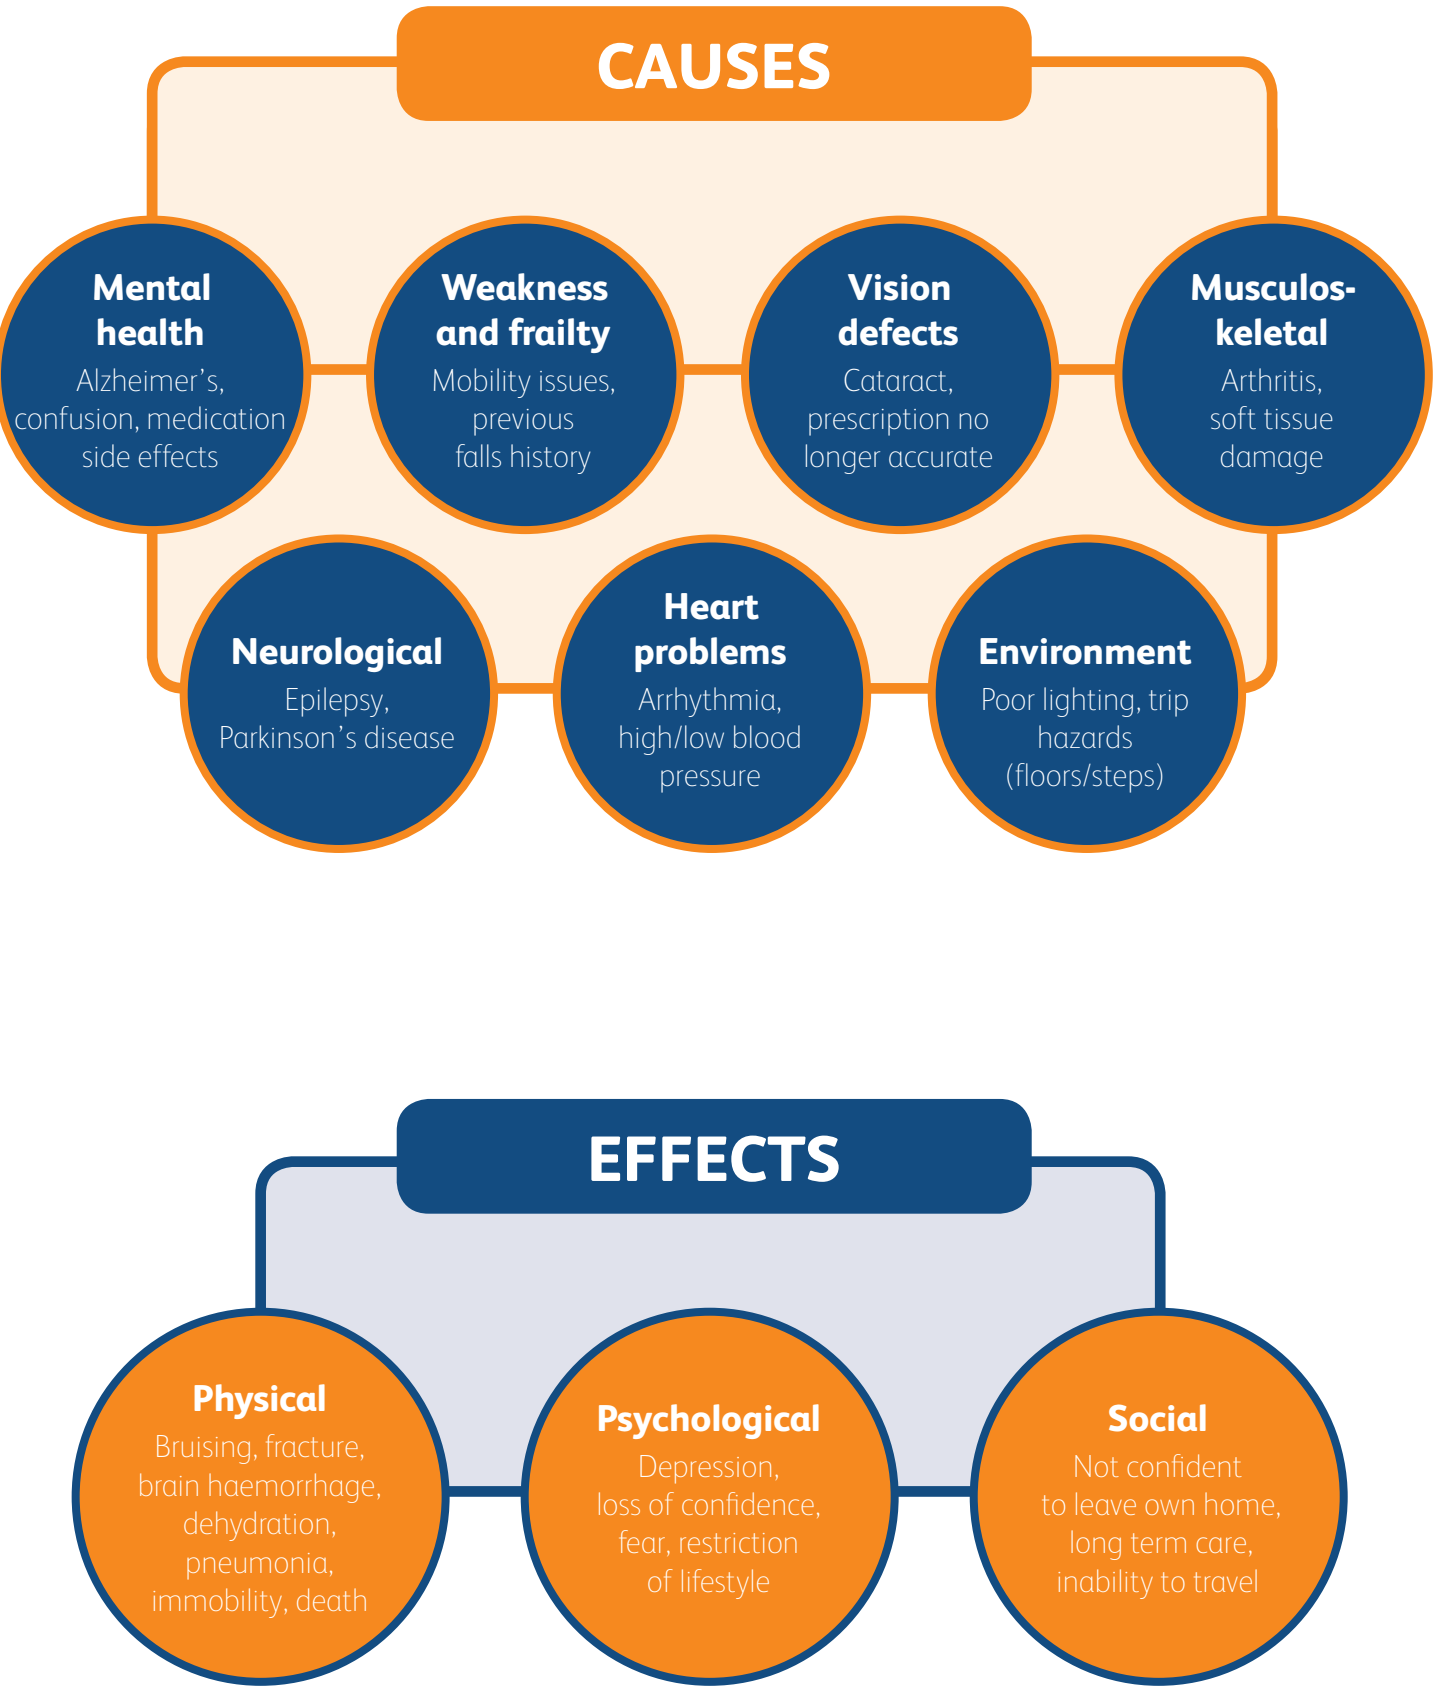 CAUSES
Mental
health
Alzheimer's,
confusion, medication
side effects
Weakness
and frailty
Mobility issues,
previous
falls history
Vision
defects
Cataract,
prescription no
longer accurate
Musculos-
keletal
Arthritis,
soft tissue
damage
Neurological
Epilepsy,
Parkinson's disease
Heart
problems
Arrhythmia,
high/low blood
pressure
Environment
Poor lighting, trip
hazards
(floors/steps)
EFFECTS
Physical
Bruising, fracture,
brain haemorrhage,
dehydration,
pneumonia,
immobility, death
Psychological
Depression,
loss of confidence,
fear, restriction
of lifestyle
Social
Not confident
to leave own home,
long term care,
inability to travel